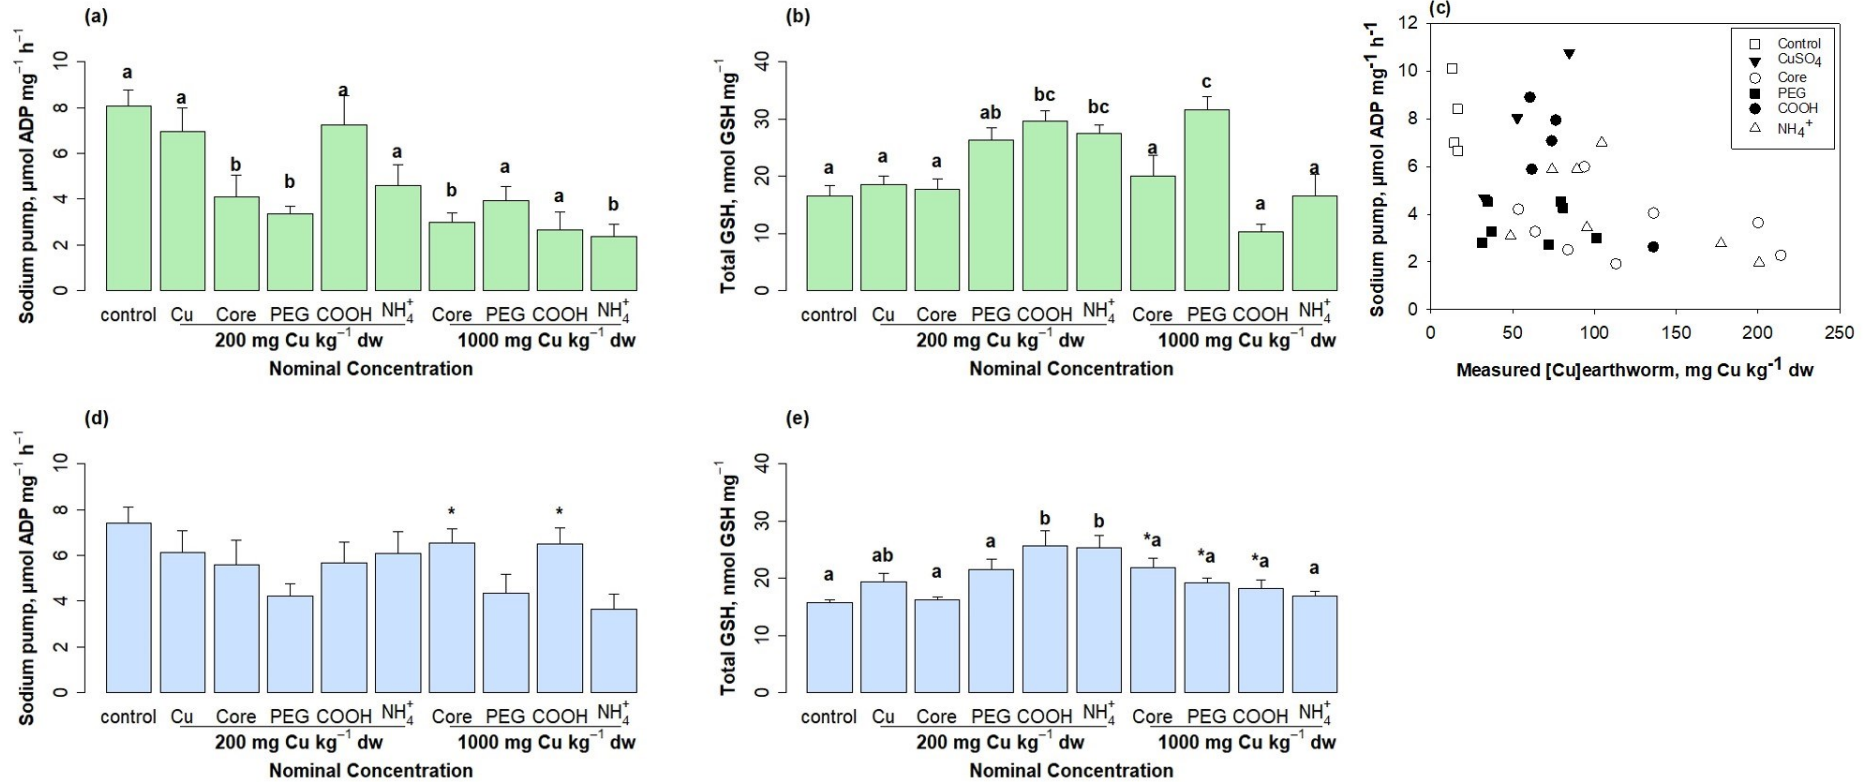 (a)
Sodium pump, µmol ADP mg⁻¹ h⁻¹
0 2 4 6 8 10
a a b b a a b a a b
control Cu Core PEG COOH NH₄⁺ Core PEG COOH NH₄⁺
200 mg Cu kg⁻¹ dw 1000 mg Cu kg⁻¹ dw
Nominal Concentration
(b)
Total GSH, nmol GSH mg⁻¹
0 10 20 30 40
a a a ab bc bc a c a a
control Cu Core PEG COOH NH₄⁺ Core PEG COOH NH₄⁺
200 mg Cu kg⁻¹ dw 1000 mg Cu kg⁻¹ dw
Nominal Concentration
(c)
Sodium pump, µmol ADP mg⁻¹ h⁻¹
0 2 4 6 8 10 12
Control
CuSO₄
Core
PEG
COOH
NH₄⁺
0 50 100 150 200 250
Measured [Cu]earthworm, mg Cu kg⁻¹ dw
(d)
Sodium pump, µmol ADP mg⁻¹ h⁻¹
0 2 4 6 8 10
* *
control Cu Core PEG COOH NH₄⁺ Core PEG COOH NH₄⁺
200 mg Cu kg⁻¹ dw 1000 mg Cu kg⁻¹ dw
Nominal Concentration
(e)
Total GSH, nmol GSH mg⁻¹
0 10 20 30 40
a ab a a b b *a *a *a a
control Cu Core PEG COOH NH₄⁺ Core PEG COOH NH₄⁺
200 mg Cu kg⁻¹ dw 1000 mg Cu kg⁻¹ dw
Nominal Concentration